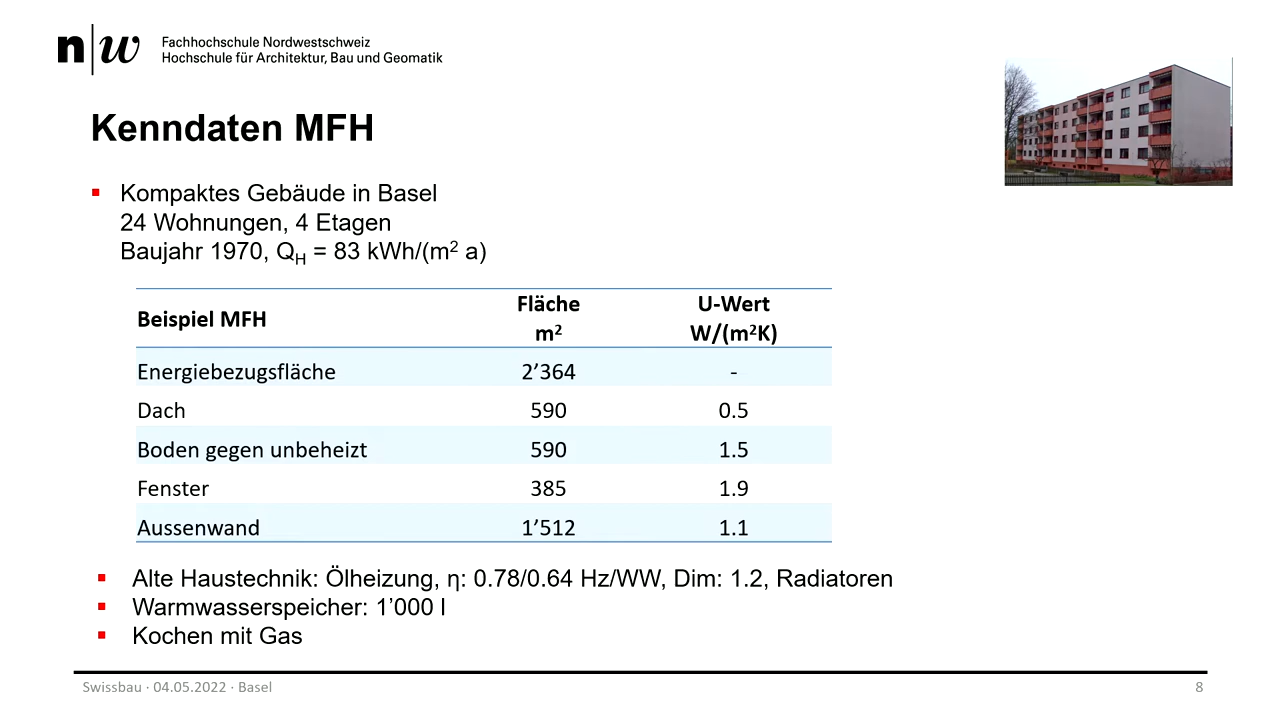 n|w
Fachhochschule Nordwestschweiz
Hochschule für Architektur, Bau und Geomatik
Kenndaten MFH
▪ Kompaktes Gebäude in Basel
24 Wohnungen, 4 Etagen
Baujahr 1970, Q_H = 83 kWh/(m² a)
Beispiel MFH Fläche m² U-Wert W/(m²K)
Energiebezugsfläche 2’364 -
Dach 590 0.5
Boden gegen unbeheizt 590 1.5
Fenster 385 1.9
Aussenwand 1’512 1.1
▪ Alte Haustechnik: Ölheizung, η: 0.78/0.64 Hz/WW, Dim: 1.2, Radiatoren
▪ Warmwasserspeicher: 1’000 l
▪ Kochen mit Gas
Swissbau · 04.05.2022 · Basel 8